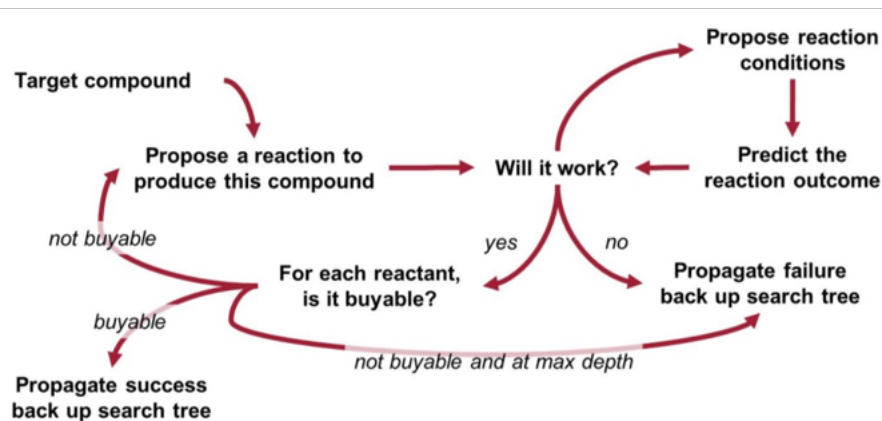 Target compound
Propose reaction
conditions
Propose a reaction to
produce this compound
Will it work?
Predict the
reaction outcome
not buyable
yes
no
For each reactant,
is it buyable?
Propagate failure
back up search tree
buyable
not buyable and at max depth
Propagate success
back up search tree